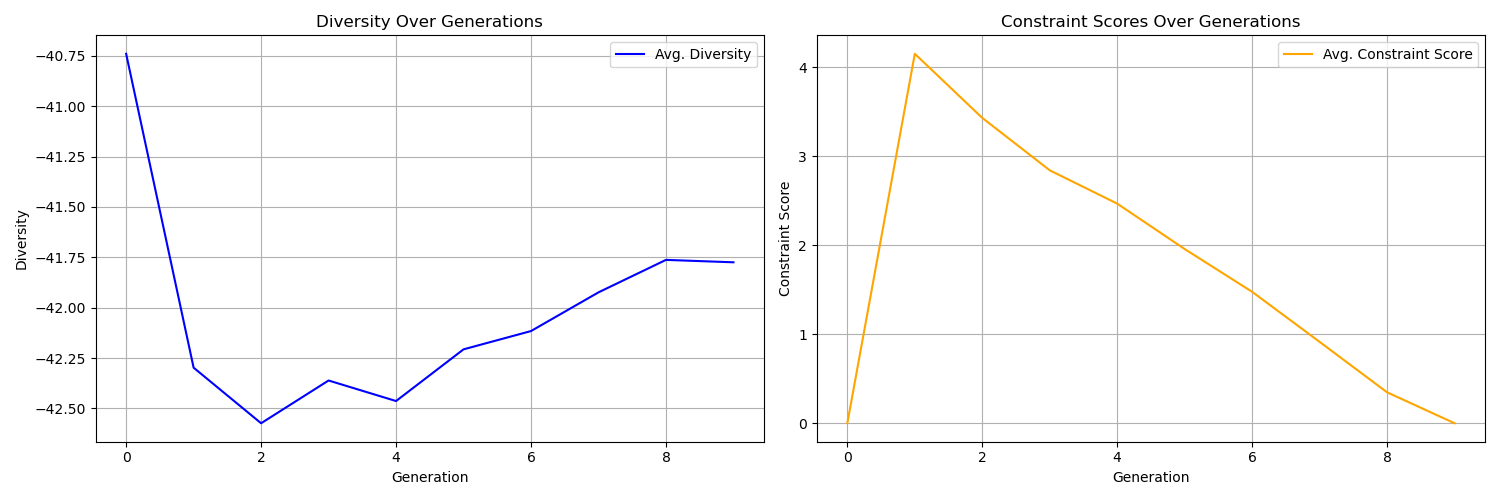 Diversity Over Generations
Avg. Diversity
Diversity
−40.75
−41.00
−41.25
−41.50
−41.75
−42.00
−42.25
−42.50
0 2 4 6 8
Generation
Constraint Scores Over Generations
Avg. Constraint Score
Constraint Score
4
3
2
1
0
0 2 4 6 8
Generation